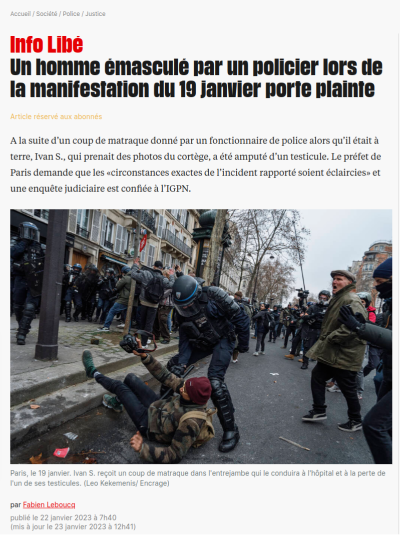 Accueil / Société / Police / Justice
Info Libé
Un homme émasculé par un policier lors de
la manifestation du 19 janvier porte plainte
Article réservé aux abonnés
A la suite d’un coup de matraque donné par un fonctionnaire de police alors qu’il était à
terre, Ivan S., qui prenait des photos du cortège, a été amputé d’un testicule. Le préfet de
Paris demande que les «circonstances exactes de l’incident rapporté soient éclaircies» et
une enquête judiciaire est confiée à l’IGPN.
Paris, le 19 janvier. Ivan S. reçoit un coup de matraque dans l'entrejambe qui le conduira à l'hôpital et à la perte de
l'un de ses testicules. (Leo Kekemenis/ Encrage)
par Fabien Leboucq
publié le 22 janvier 2023 à 7h40
(mis à jour le 23 janvier 2023 à 12h41)